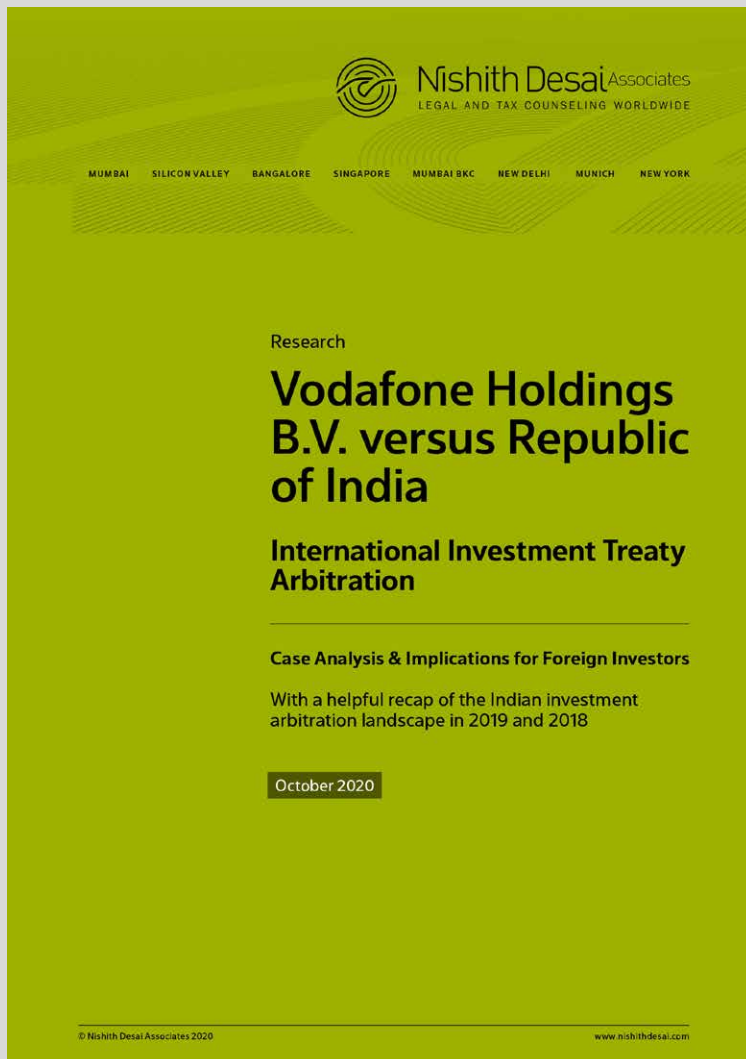 Nishith Desai Associates
LEGAL AND TAX COUNSELING WORLDWIDE
MUMBAI SILICON VALLEY BANGALORE SINGAPORE MUMBAI BKC NEW DELHI MUNICH NEW YORK
Research
Vodafone Holdings
B.V. versus Republic
of India
International Investment Treaty
Arbitration
Case Analysis & Implications for Foreign Investors
With a helpful recap of the Indian investment
arbitration landscape in 2019 and 2018
October 2020
© Nishith Desai Associates 2020 www.nishithdesai.com